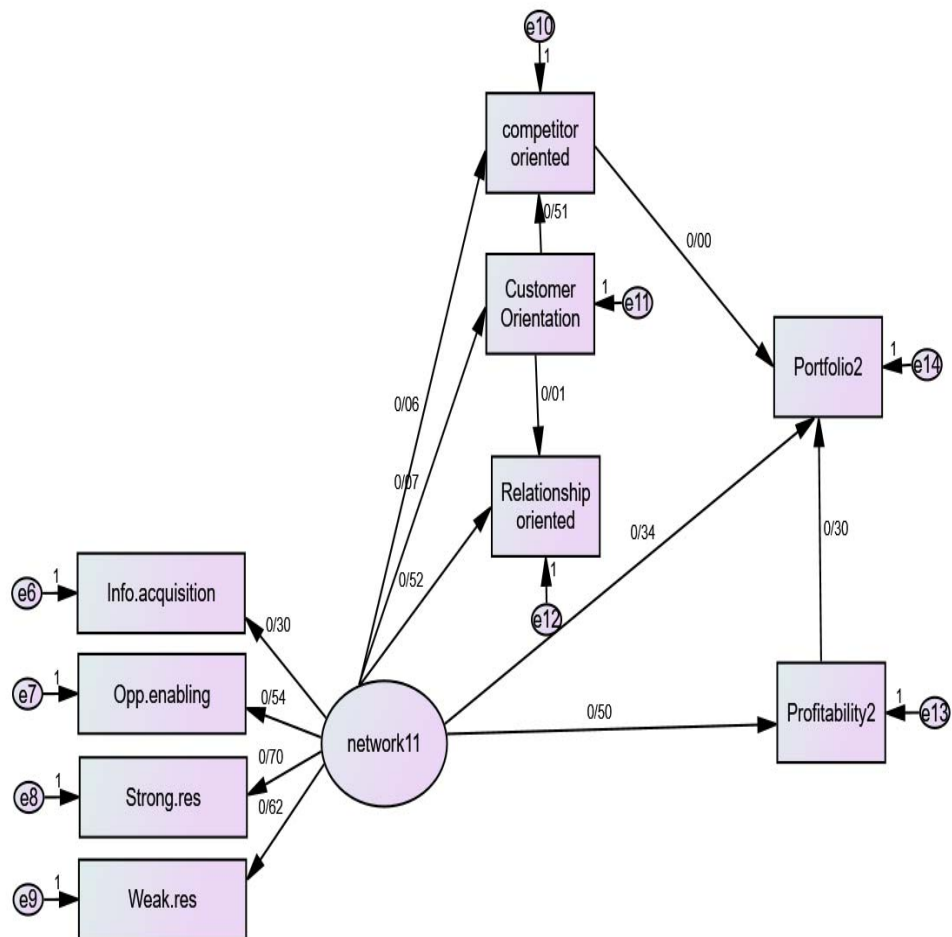 e10
1
competitor
oriented
0/51
0/00
Customer
Orientation
1
e11
Portfolio2
1
e14
0/06
0/01
0/07
Relationship
oriented
0/34
0/30
0/52
1
e12
e6
1
Info.acquisition
0/30
e7
1
Opp.enabling
0/54
network11
0/50
Profitability2
1
e13
e8
1
Strong.res
0/70
0/62
e9
1
Weak.res